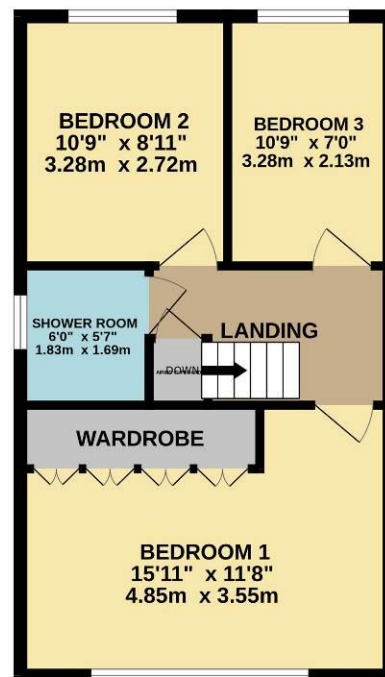 BEDROOM 2
10'9" x 8'11"
3.28m x 2.72m
BEDROOM 3
10'9" x 7'0"
3.28m x 2.13m
SHOWER ROOM
6'0" x 5'7"
1.83m x 1.69m
LANDING
DOWN
WARDROBE
BEDROOM 1
15'11" x 11'8"
4.85m x 3.55m